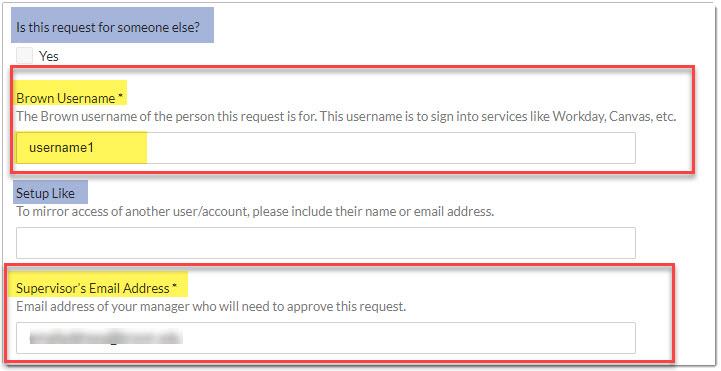 Is this request for someone else?
Yes
Brown Username *
The Brown username of the person this request is for. This username is to sign into services like Workday, Canvas, etc.
username1
Setup Like
To mirror access of another user/account, please include their name or email address.
Supervisor's Email Address *
Email address of your manager who will need to approve this request.